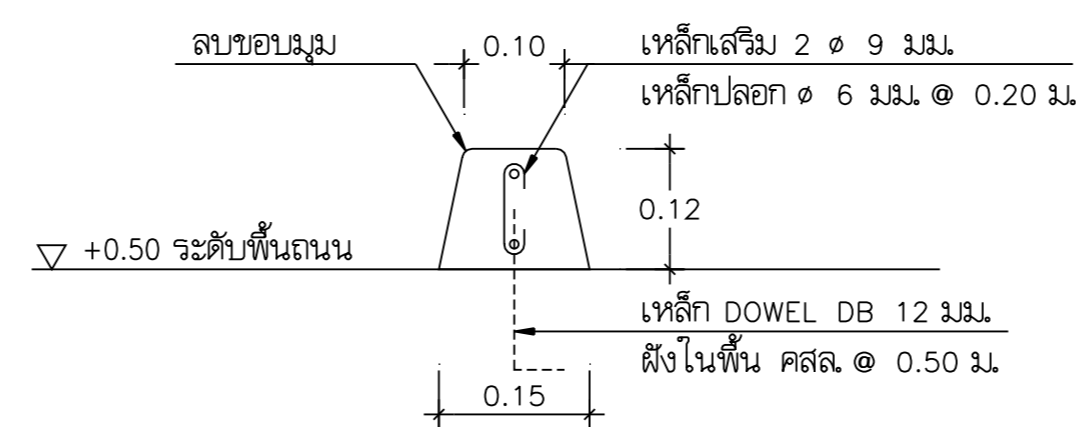 ลบขอบมุม
0.10
เหล็กเสริม 2 ø 9 มม.
เหล็กปลอก ø 6 มม. @ 0.20 ม.
0.12
+0.50 ระดับพื้นถนน
เหล็ก DOWEL DB 12 มม.
ฝังในพื้น คสล. @ 0.50 ม.
0.15